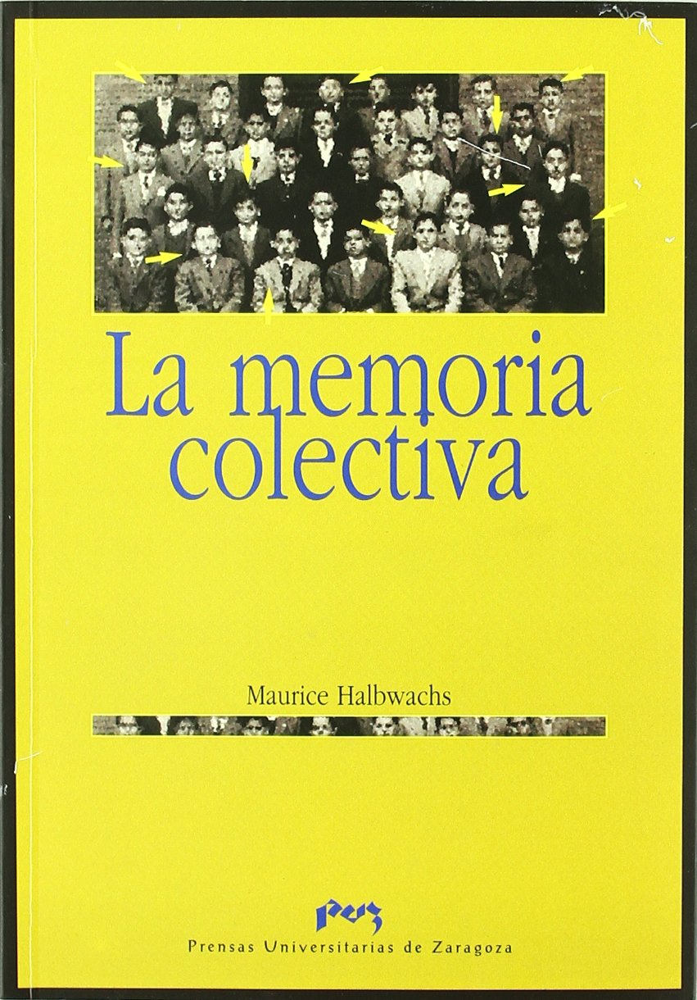 La memoria
colectiva
Maurice Halbwachs
puz
Prensas Universitarias de Zaragoza